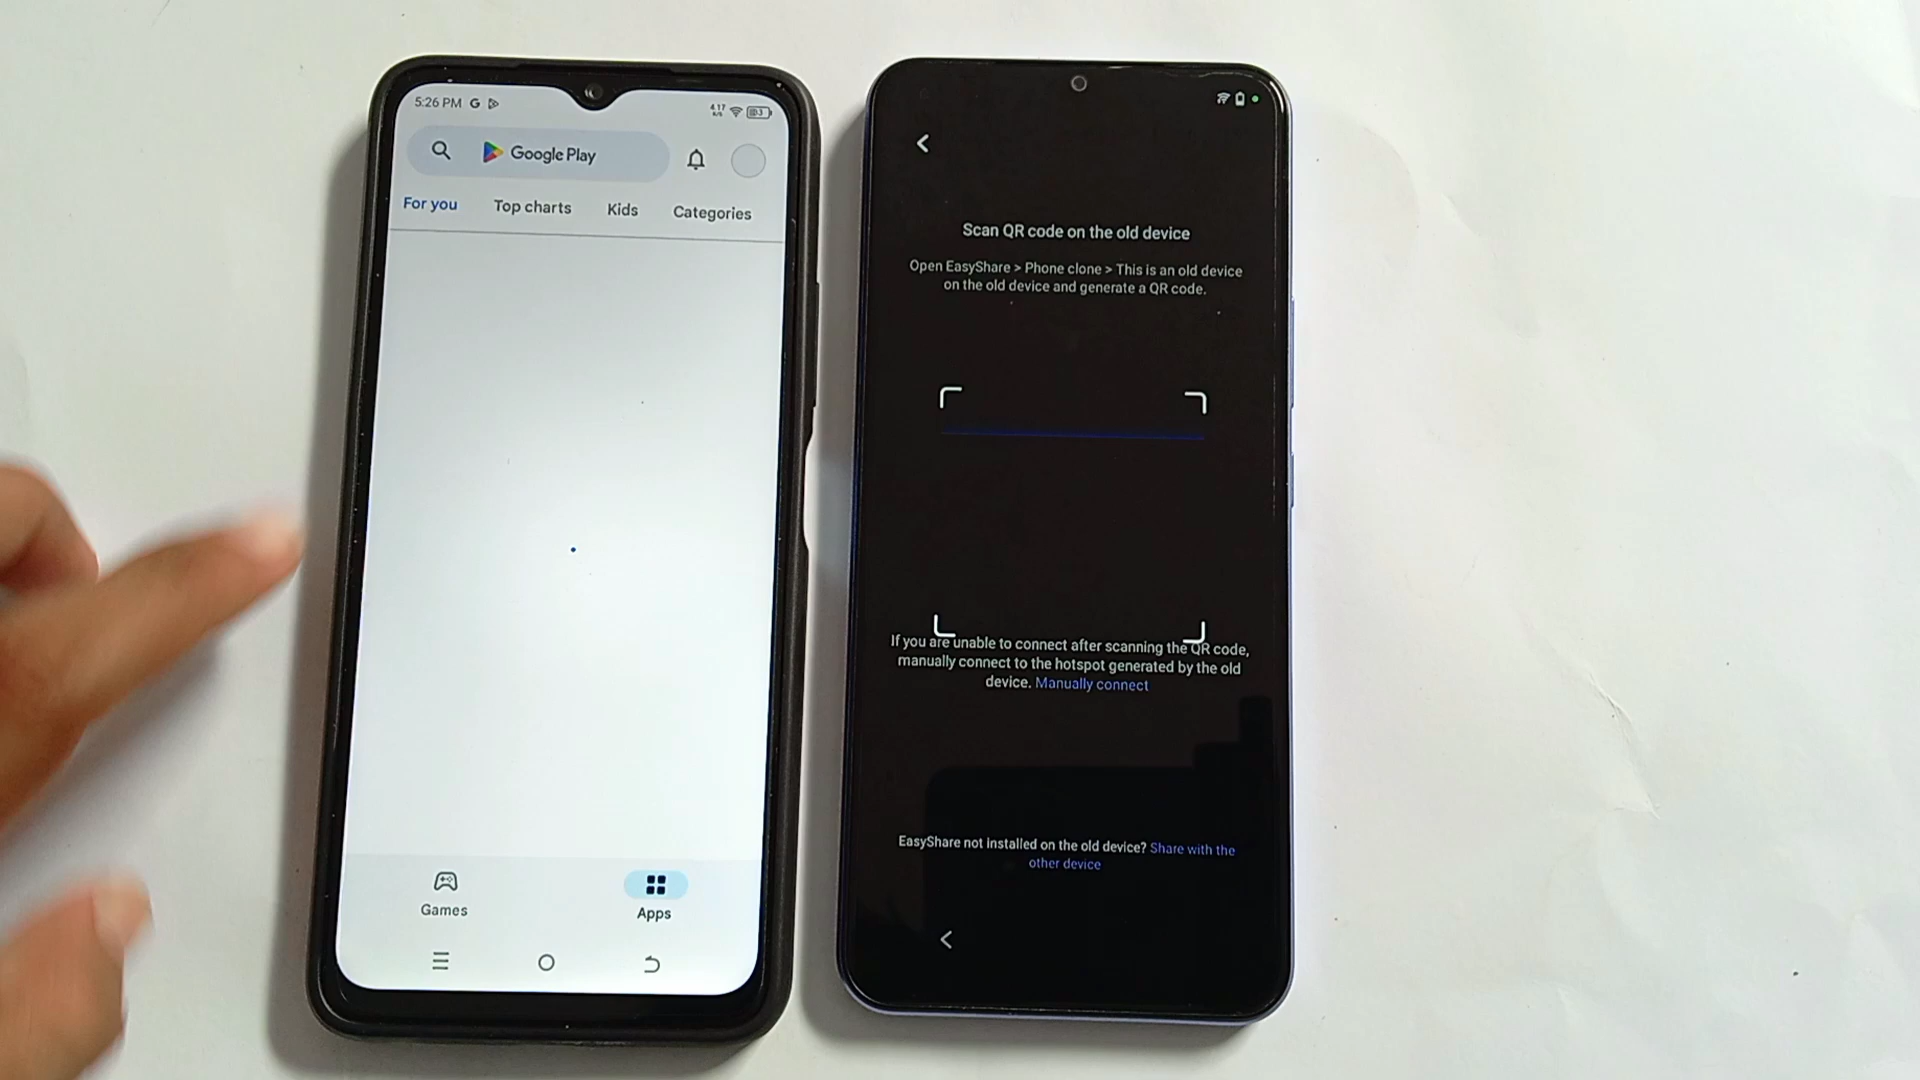 5:26 PM G
4.17
K/S
Google Play
For you Top charts Kids Categories
Games Apps
Scan QR code on the old device
Open EasyShare > Phone clone > This is an old device
on the old device and generate a QR code.
If you are unable to connect after scanning the QR code,
manually connect to the hotspot generated by the old
device. Manually connect
EasyShare not installed on the old device? Share with the
other device